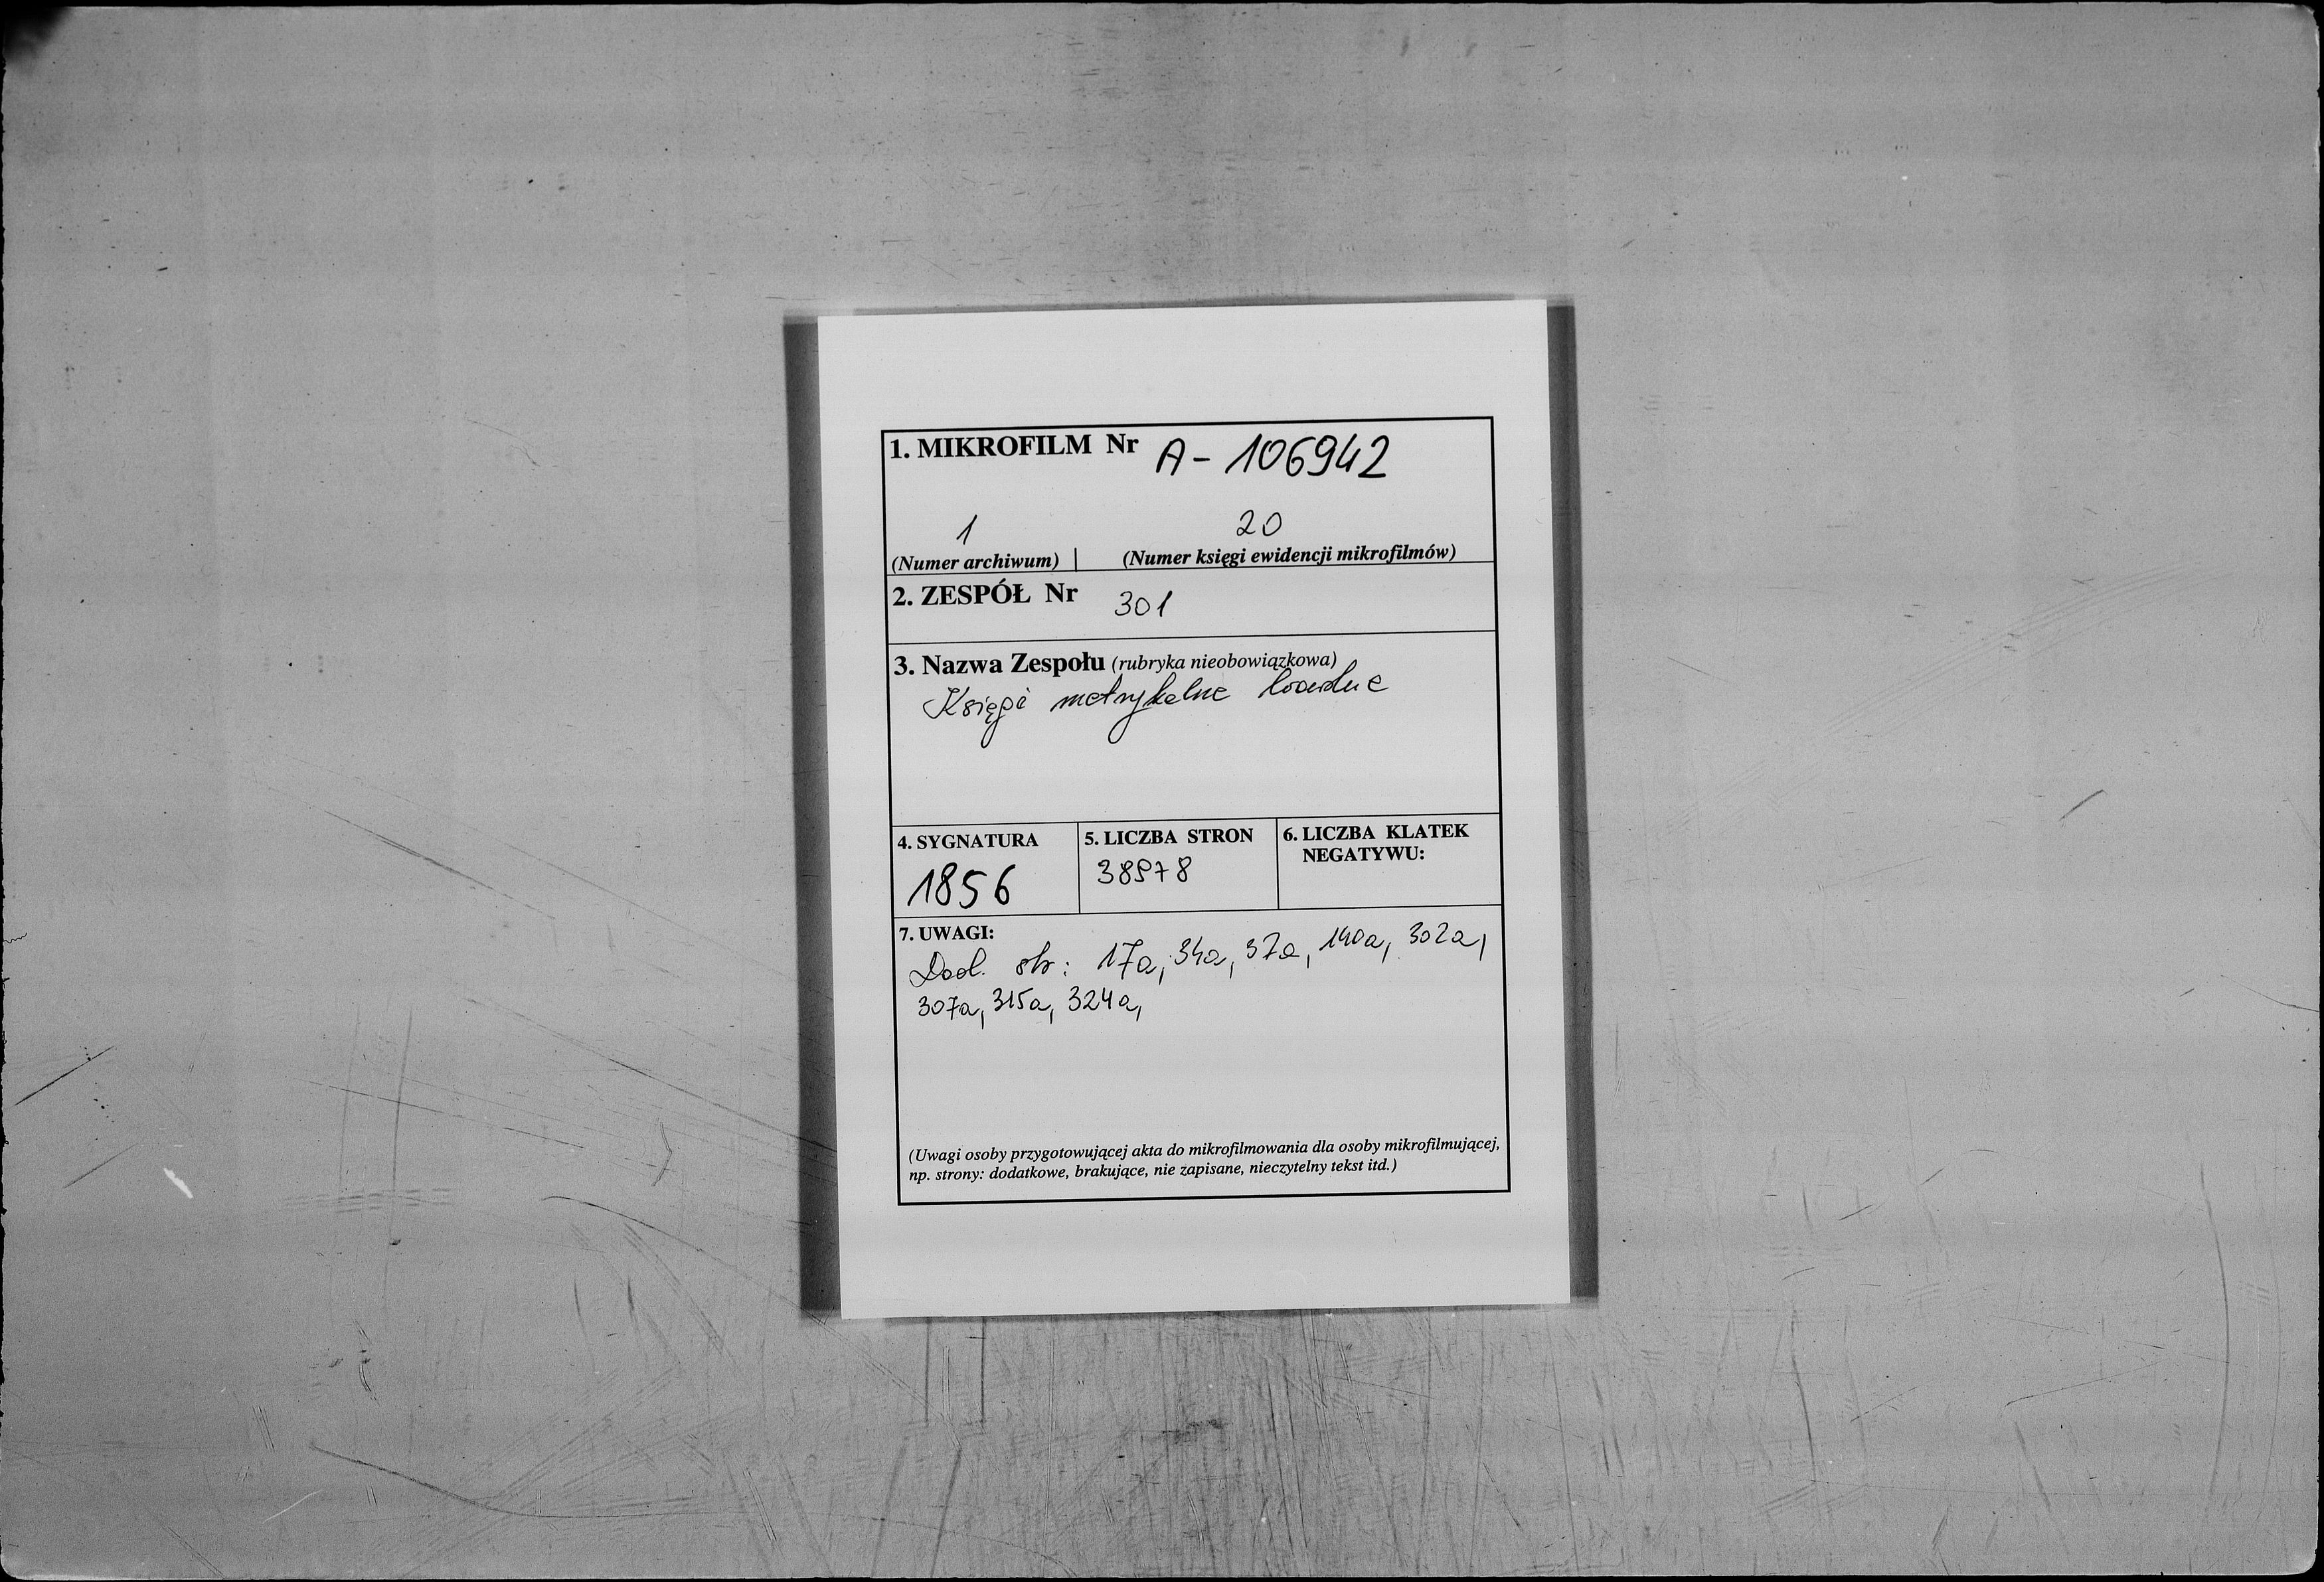 1. MIKROFILM Nr A - 106942
1 20
(Numer archiwum) (Numer księgi ewidencji mikrofilmów)
2. ZESPÓŁ Nr 301
3. Nazwa Zespołu (rubryka nieobowiązkowa)
Księgi metrykalne
4. SYGNATURA 5. LICZBA STRON 6. LICZBA KLATEK
NEGATYWU:
1856
7. UWAGI:
Dod. str: 17a, 34a, 37a, 140a, 302a,
307a, 315a, 324a,
(Uwagi osoby przygotowującej akta do mikrofilmowania dla osoby mikrofilmującej,
np. strony: dodatkowe, brakujące, nie zapisane, nieczytelny tekst itd.)